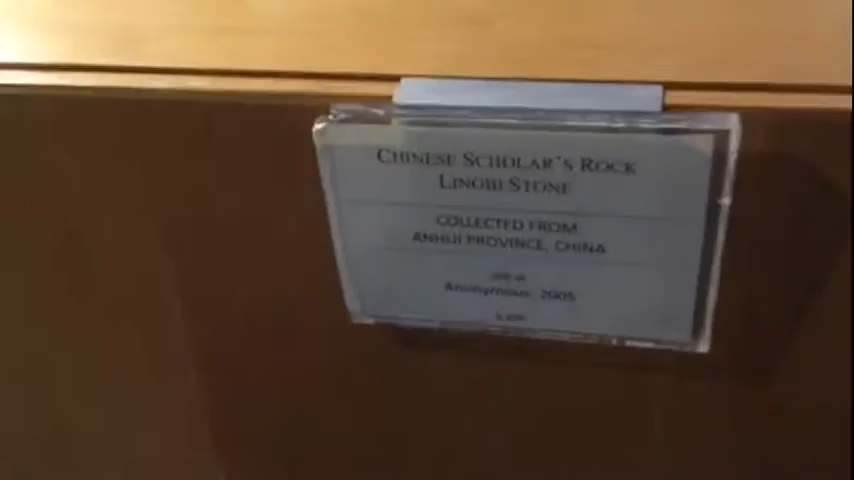 CHINESE SCHOLAR'S ROCK
LINGBI STONE
COLLECTED FROM
ANHUI PROVINCE, CHINA
Anonymous, 2005